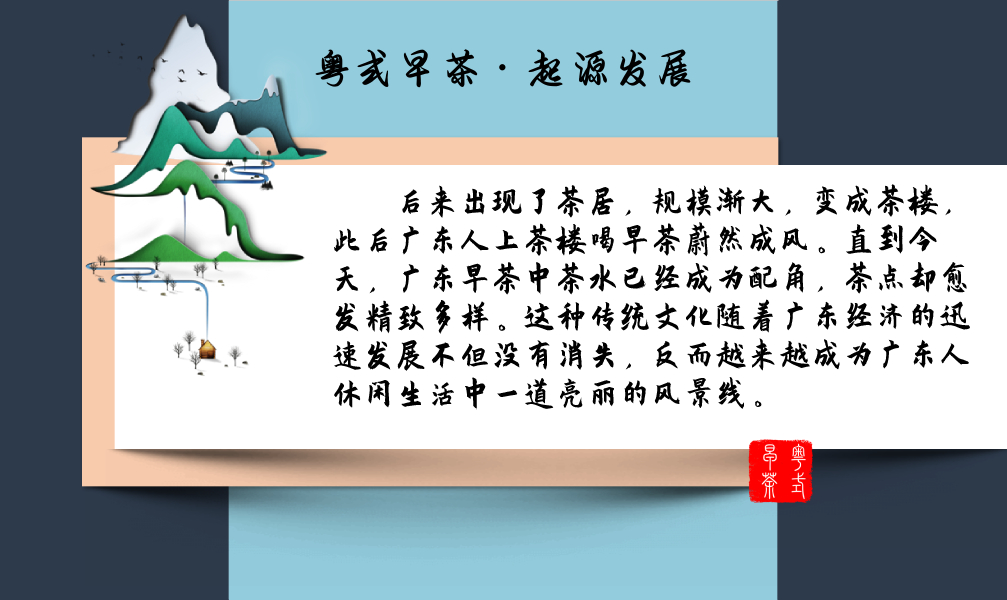 粤式早茶·起源发展
后来出现了茶居，规模渐大，变成茶楼，
此后广东人上茶楼喝早茶蔚然成风。直到今
天，广东早茶中茶水已经成为配角，茶点却愈
发精致多样。这种传统文化随着广东经济的迅
速发展不但没有消失，反而越来越成为广东人
休闲生活中一道亮丽的风景线。
粤式
早茶